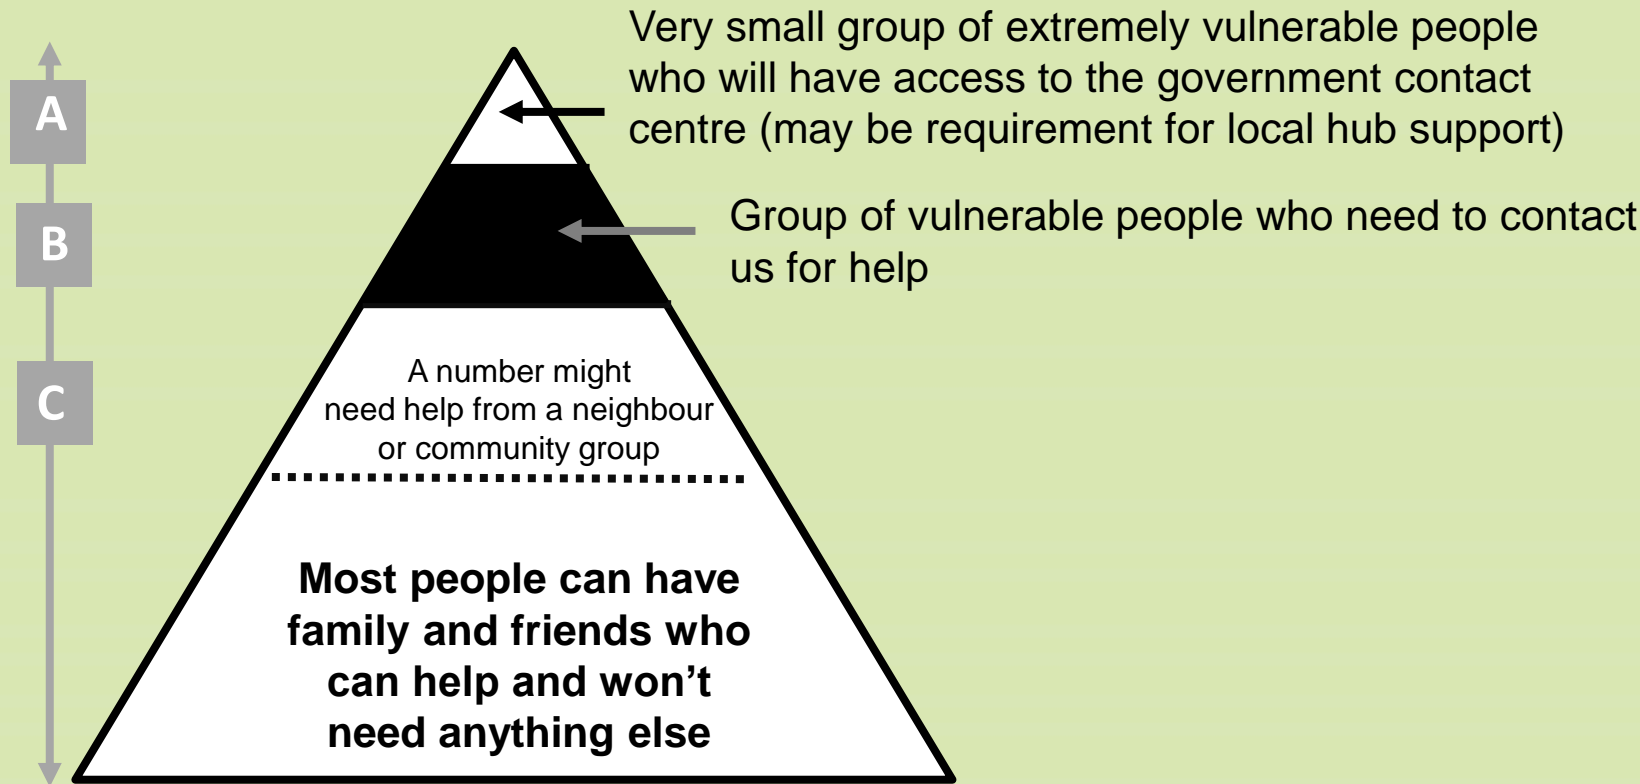 Very small group of extremely vulnerable people
who will have access to the government contact
centre (may be requirement for local hub support)
A
Group of vulnerable people who need to contact
us for help
B
A number might
need help from a neighbour
or community group
C
Most people can have
family and friends who
can help and won’t
need anything else